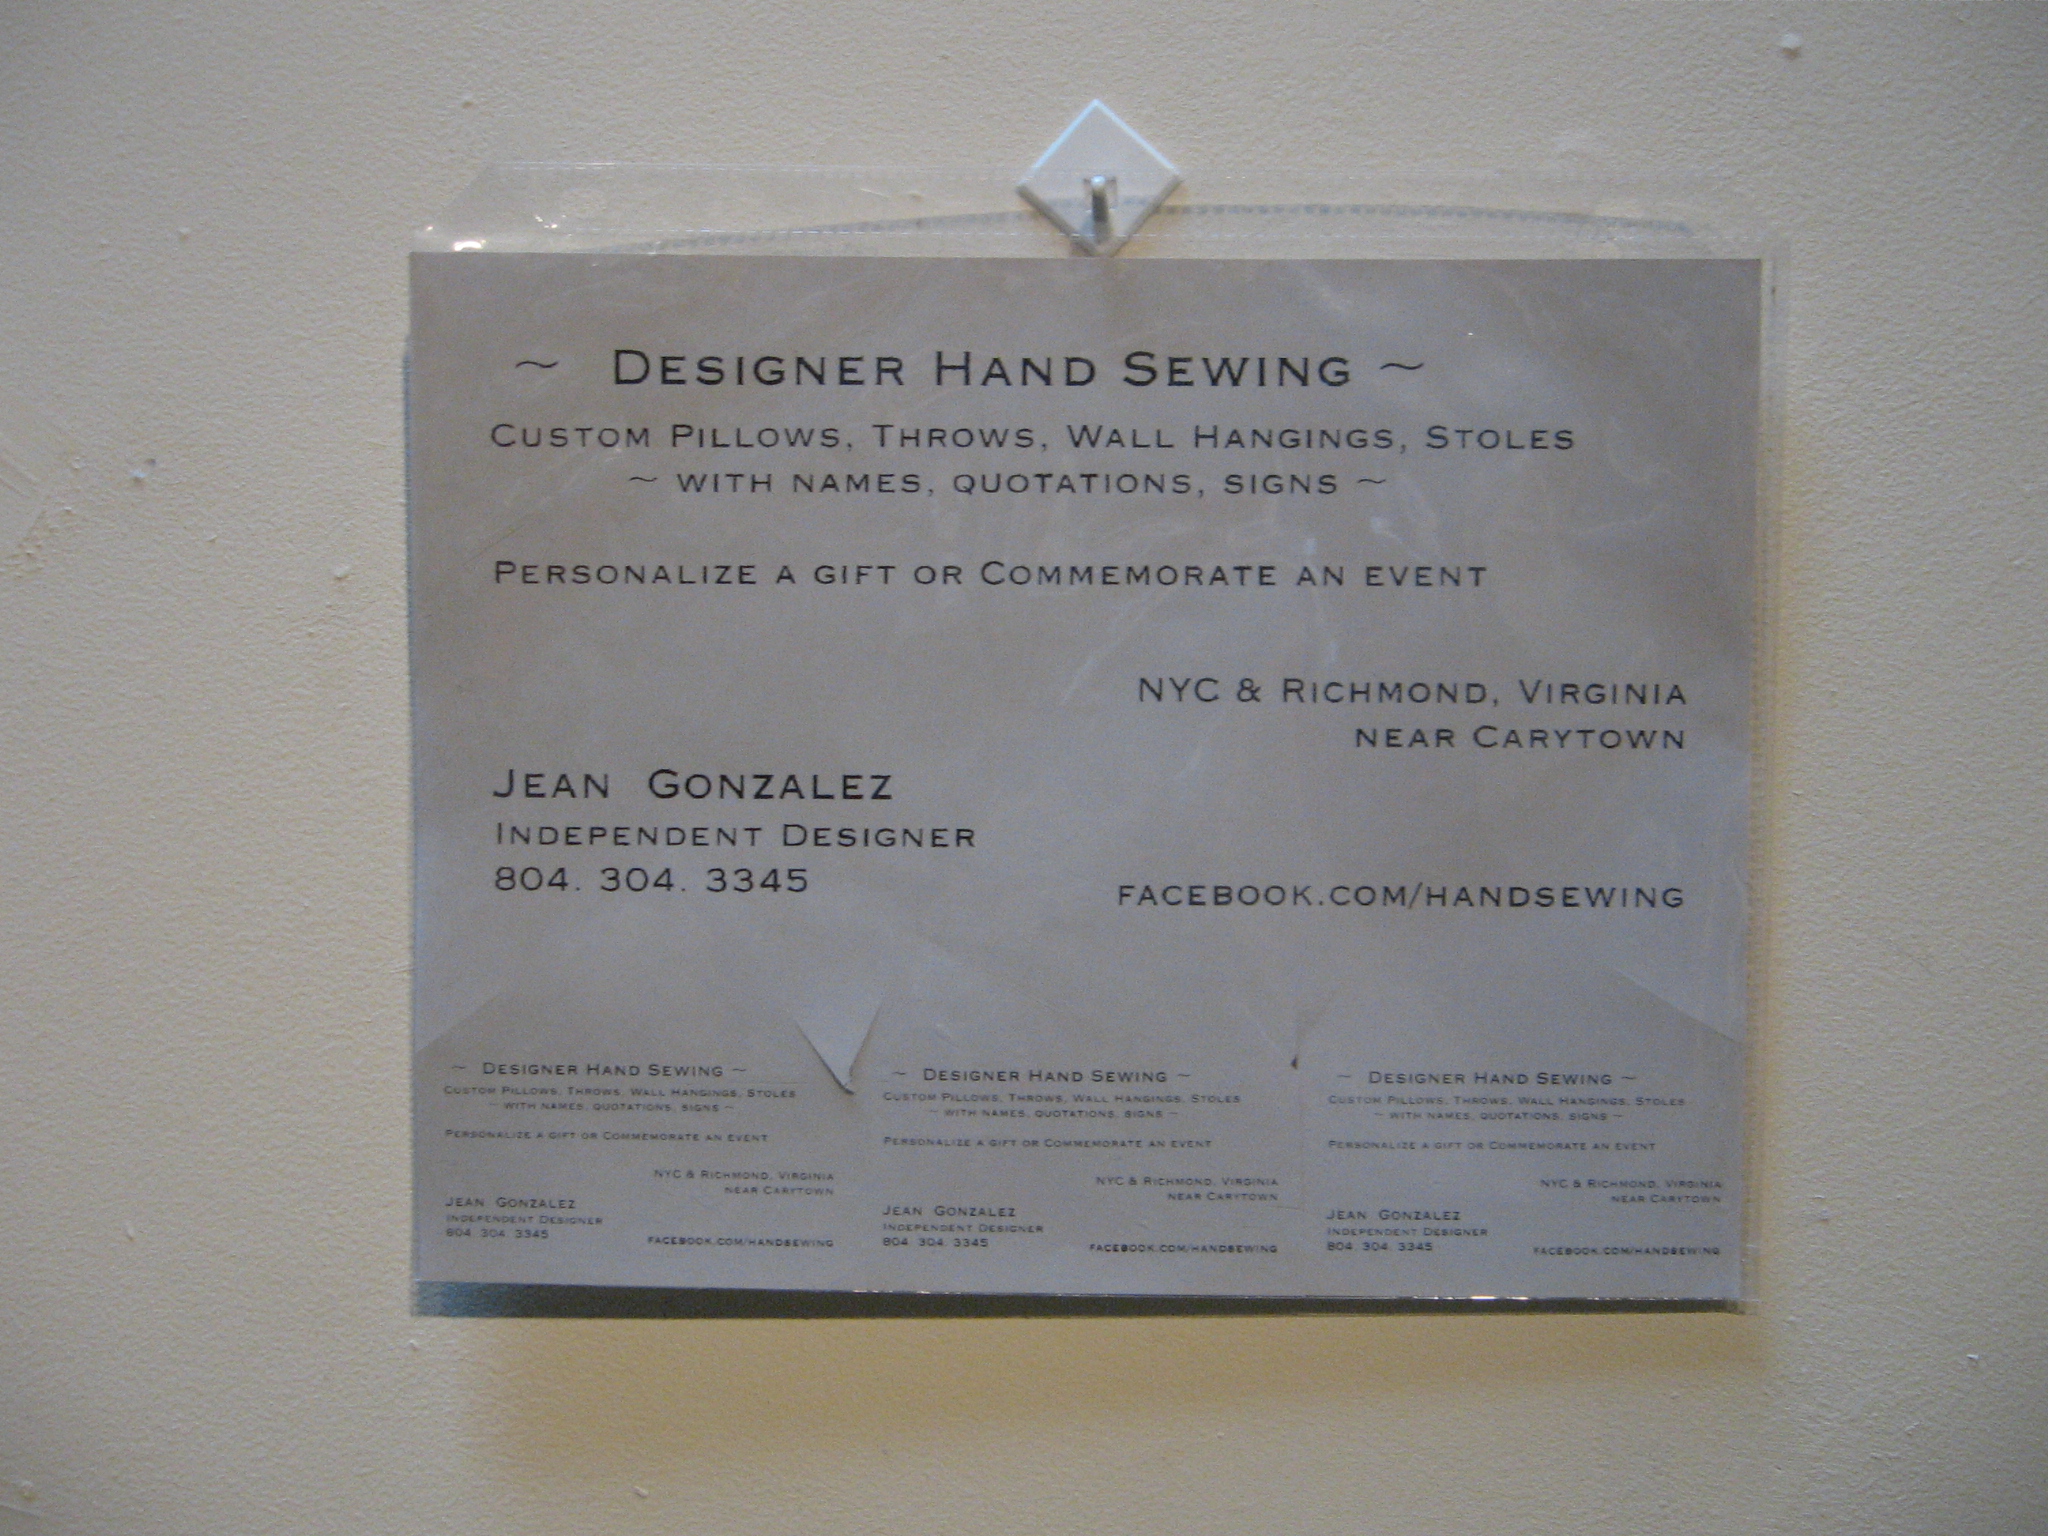 ~ DESIGNER HAND SEWING ~
CUSTOM PILLOWS, THROWS, WALL HANGINGS, STOLES
~ WITH NAMES, QUOTATIONS, SIGNS ~
PERSONALIZE A GIFT OR COMMEMORATE AN EVENT
NYC & RICHMOND, VIRGINIA
NEAR CARYTOWN
JEAN GONZALEZ
INDEPENDENT DESIGNER
804. 304. 3345
FACEBOOK.COM/HANDSEWING
~ DESIGNER HAND SEWING ~
CUSTOM PILLOWS, THROWS, WALL HANGINGS, STOLES
~ WITH NAMES, QUOTATIONS, SIGNS ~
PERSONALIZE A GIFT OR COMMEMORATE AN EVENT
NYC & RICHMOND, VIRGINIA
NEAR CARYTOWN
JEAN GONZALEZ
INDEPENDENT DESIGNER
804. 304. 3345
FACEBOOK.COM/HANDSEWING
~ DESIGNER HAND SEWING ~
CUSTOM PILLOWS, THROWS, WALL HANGINGS, STOLES
~ WITH NAMES, QUOTATIONS, SIGNS ~
PERSONALIZE A GIFT OR COMMEMORATE AN EVENT
NYC & RICHMOND, VIRGINIA
NEAR CARYTOWN
JEAN GONZALEZ
INDEPENDENT DESIGNER
804. 304. 3345
FACEBOOK.COM/HANDSEWING
~ DESIGNER HAND SEWING ~
CUSTOM PILLOWS, THROWS, WALL HANGINGS, STOLES
~ WITH NAMES, QUOTATIONS, SIGNS ~
PERSONALIZE A GIFT OR COMMEMORATE AN EVENT
NYC & RICHMOND, VIRGINIA
NEAR CARYTOWN
JEAN GONZALEZ
INDEPENDENT DESIGNER
804. 304. 3345
FACEBOOK.COM/HANDSEWING